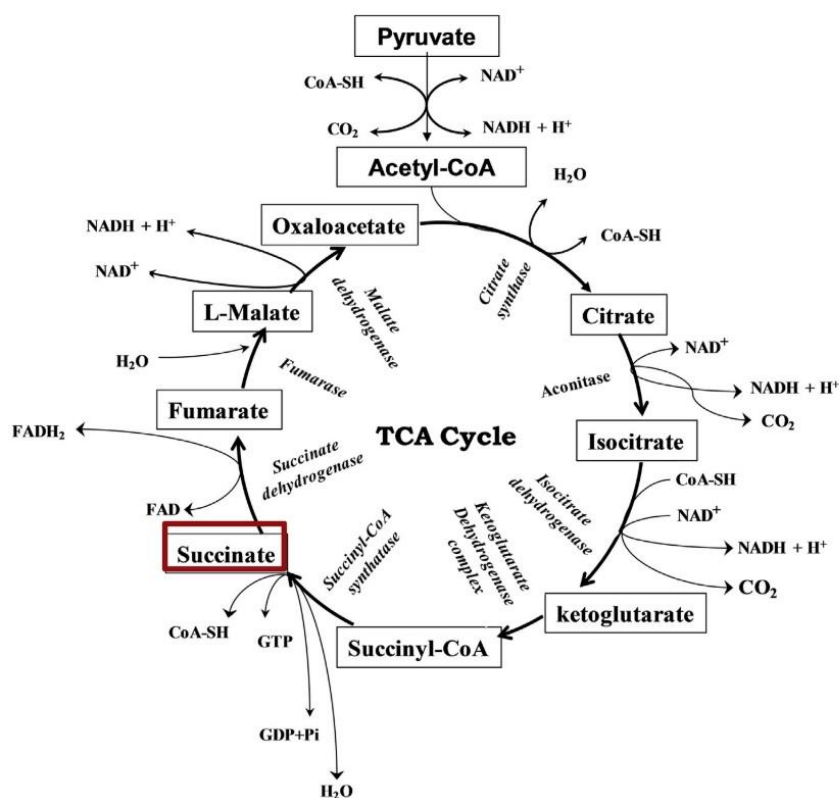 Pyruvate
CoA-SH
NAD⁺
CO₂
NADH + H⁺
Acetyl-CoA
H₂O
CoA-SH
Oxaloacetate
NADH + H⁺
NAD⁺
Malate
dehydrogenase
Citrate
synthase
L-Malate
Citrate
H₂O
Fumarase
Aconitase
NAD⁺
NADH + H⁺
CO₂
Fumarate
TCA Cycle
Isocitrate
FADH₂
FAD
Succinate
dehydrogenase
Isocitrate
dehydrogenase
CoA-SH
NAD⁺
NADH + H⁺
CO₂
Succinate
Succinyl-CoA
synthatase
Ketoglutarate
Dehydrogenase
complex
ketoglutarate
Succinyl-CoA
CoA-SH
GTP
GDP+Pi
H₂O